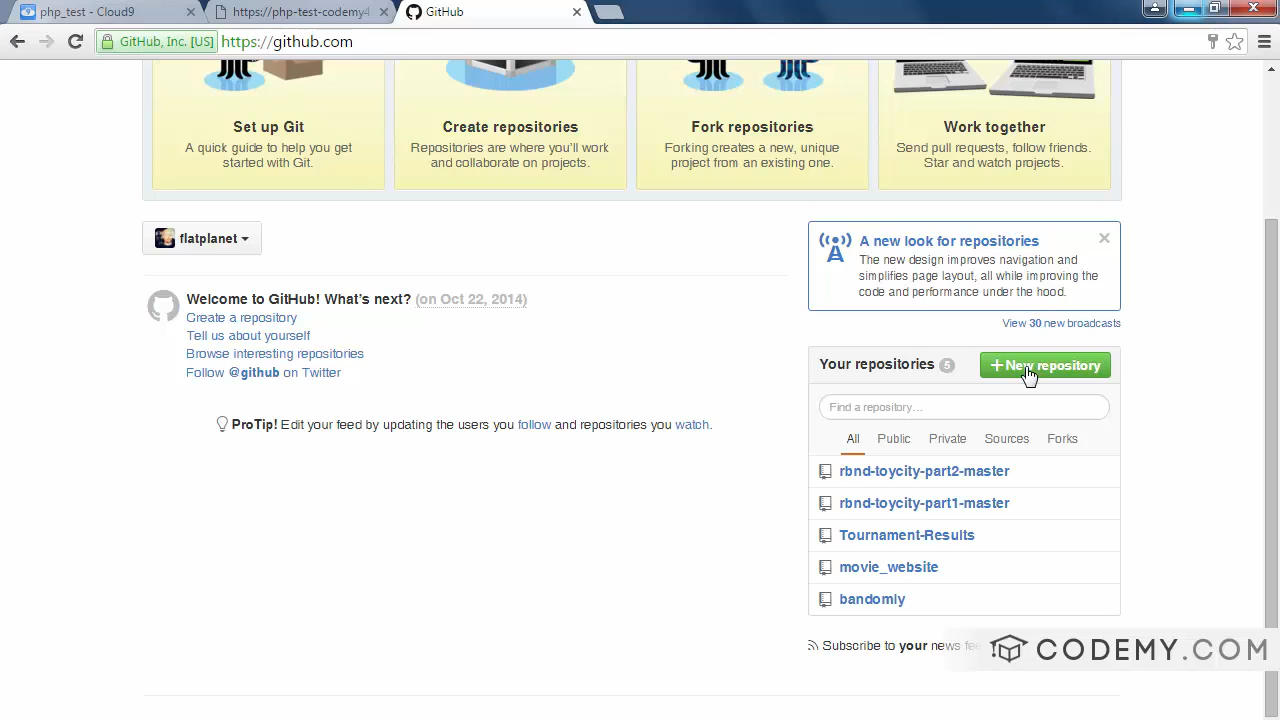 php_test - Cloud9
https://php-test-codemy4
GitHub
GitHub, Inc. [US]
https://github.com
Set up Git
A quick guide to help you get
started with Git.
Create repositories
Repositories are where you'll work
and collaborate on projects.
Fork repositories
Forking creates a new, unique
project from an existing one.
Work together
Send pull requests, follow friends.
Star and watch projects.
flatplanet
Welcome to GitHub! What's next? (on Oct 22, 2014)
Create a repository
Tell us about yourself
Browse interesting repositories
Follow @github on Twitter
ProTip! Edit your feed by updating the users you follow and repositories you watch.
A new look for repositories
The new design improves navigation and
simplifies page layout, all while improving the
code and performance under the hood.
View 30 new broadcasts
Your repositories 5
New repository
Find a repository…
All Public Private Sources Forks
rbnd-toycity-part2-master
rbnd-toycity-part1-master
Tournament-Results
movie_website
bandomly
Subscribe to your news fe
CODEMY.COM